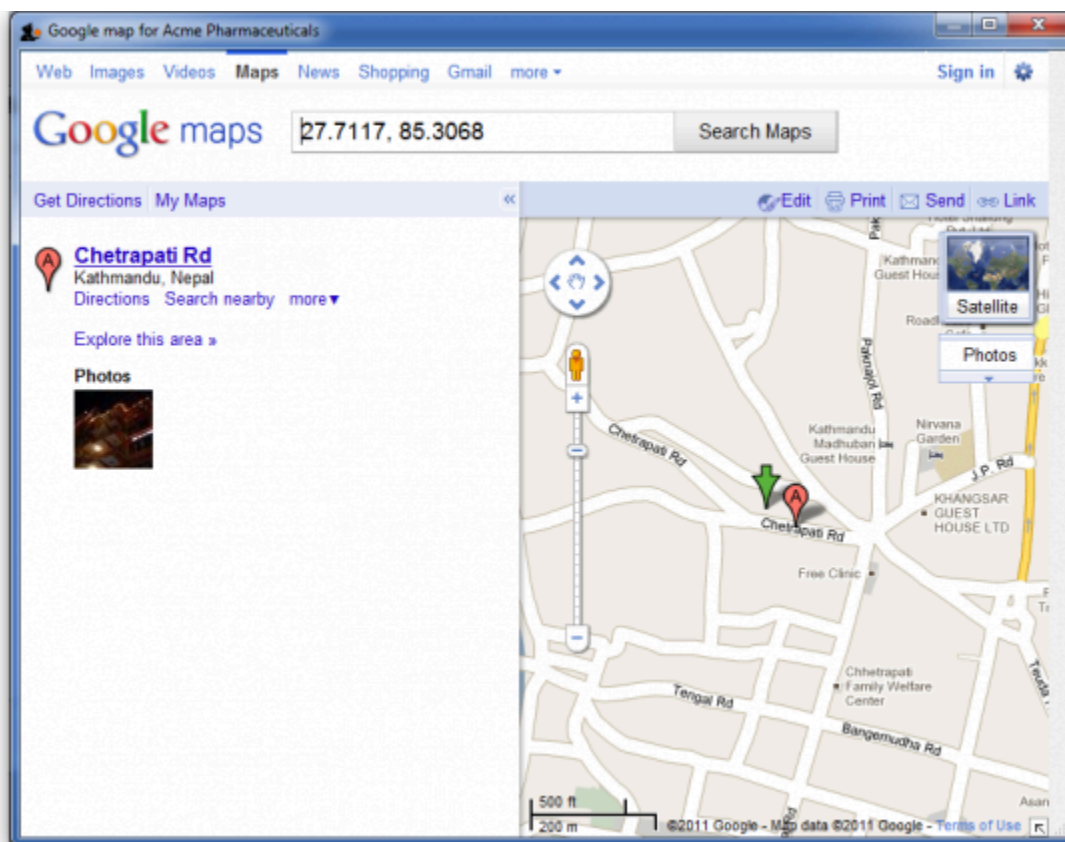 Google map for Acme Pharmaceuticals
Web Images Videos Maps News Shopping Gmail more Sign in
Google maps 27.7117, 85.3068 Search Maps
Get Directions My Maps « Edit Print Send Link
A Chetrapati Rd
Kathmandu, Nepal
Directions Search nearby more
Explore this area »
Photos
Satellite
Photos
Guest House
Paknajol Rd
Chetrapati Rd
Kathmandu
Madhuban
Guest House
Nirvana
Garden
J.P. Rd
KHANGSAR
GUEST
HOUSE LTD
A
Chetrapati Rd
Free Clinic
Chhetrapati
Family Welfare
Center
Tengal Rd
Bangemudha Rd
500 ft
200 m
©2011 Google - Map data ©2011 Google - Terms of Use